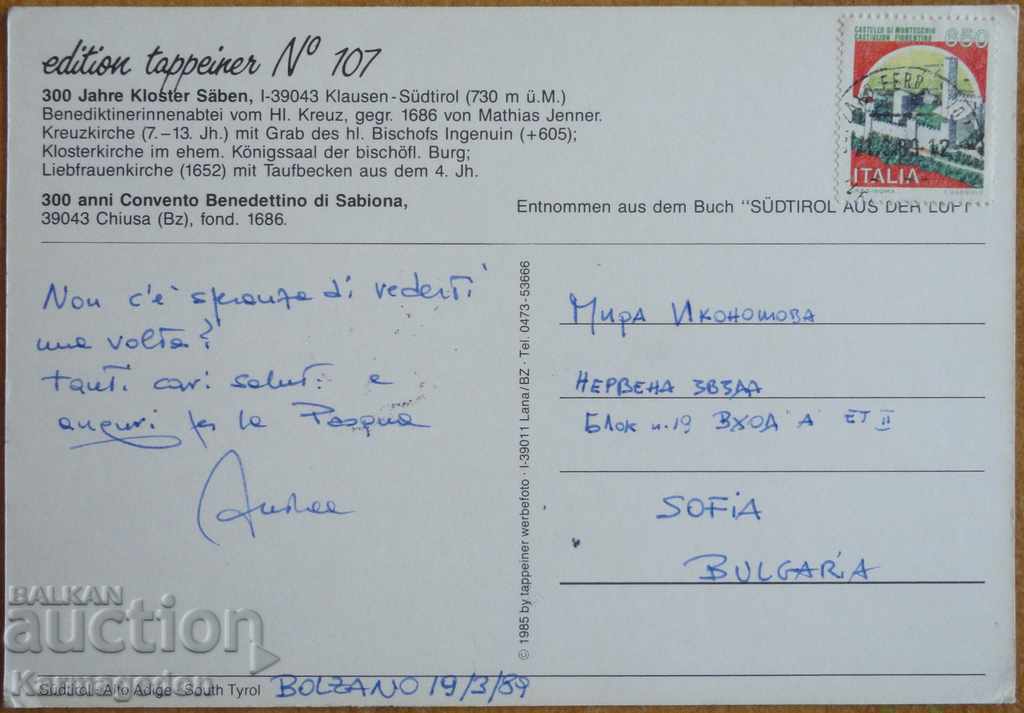 edition tappeiner Nº 107
300 Jahre Kloster Säben, I-39043 Klausen-Südtirol (730 m ü.M.)
Benediktinerinnenabtei vom Hl. Kreuz, gegr. 1686 von Mathias Jenner.
Kreuzkirche (7.–13. Jh.) mit Grab des hl. Bischofs Ingenuin (+605);
Klosterkirche im ehem. Königssaal der bischöfl. Burg;
Liebfrauenkirche (1652) mit Taufbecken aus dem 4. Jh.
300 anni Convento Benedettino di Sabiona,
39043 Chiusa (Bz), fond. 1686.
Entnommen aus dem Buch "SÜDTIROL AUS DER LUFT"
CASTELLO DI MONTECCHIO
CASTIGLION FIORENTINO
650
ITALIA
Non c'è speranza di vederti
una volta?
tanti cari saluti e
auguri per la Pasqua
Andrea
© 1985 by tappeiner werbefoto · I-39011 Lana/BZ · Tel. 0473-53666
Мира Икономова
Нервена звзда
Блок н.19 вход "А" ет II
SOFIA
BULGARIA
BALKAN
auction
Karmagedon
Südtirol - Alto Adige - South Tyrol
BOLZANO 19/3/89